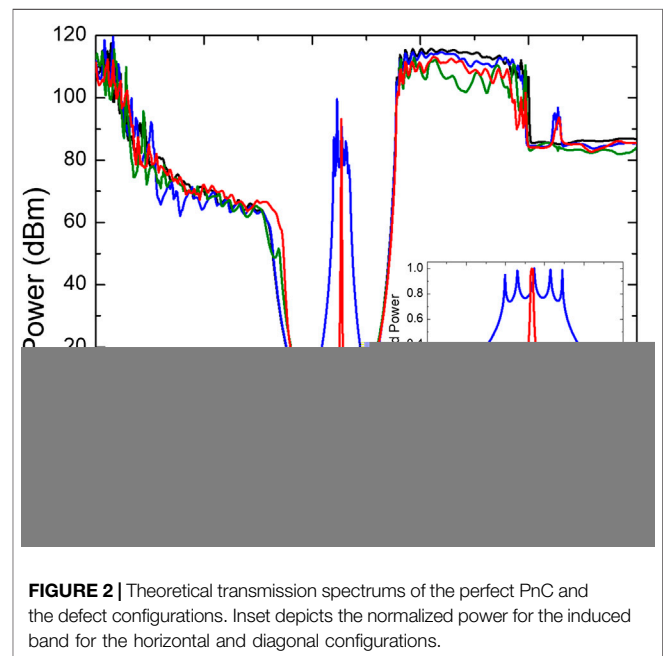 120
100
80
60
40
20
Power (dBm)
1.0
0.8
0.6
0.4
Power
FIGURE 2 | Theoretical transmission spectrums of the perfect PnC and
the defect configurations. Inset depicts the normalized power for the induced
band for the horizontal and diagonal configurations.